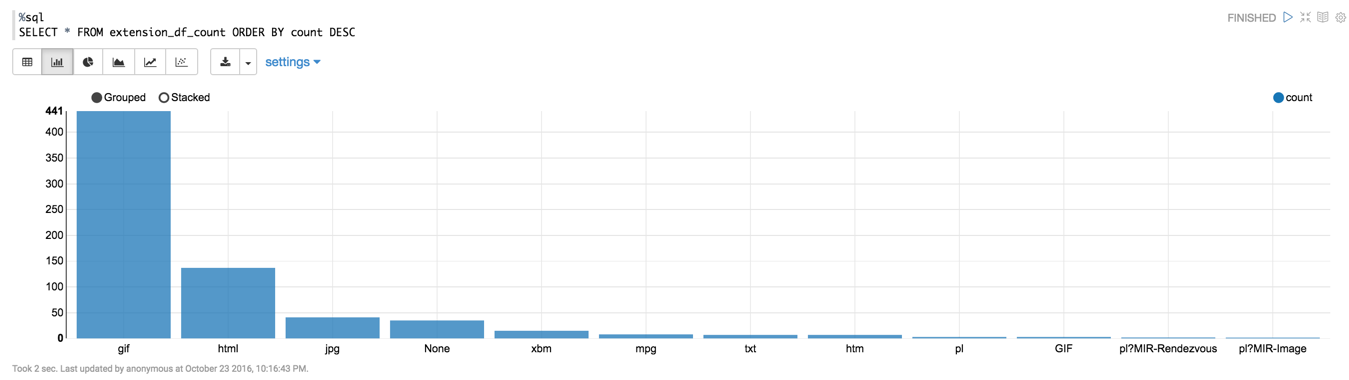 %sql
FINISHED
SELECT * FROM extension_df_count ORDER BY count DESC
settings
Grouped Stacked
count
441
400
350
300
250
200
150
100
50
0
gif html jpg None xbm mpg txt htm pl GIF pl?MIR-Rendezvous pl?MIR-Image
Took 2 sec. Last updated by anonymous at October 23 2016, 10:16:43 PM.